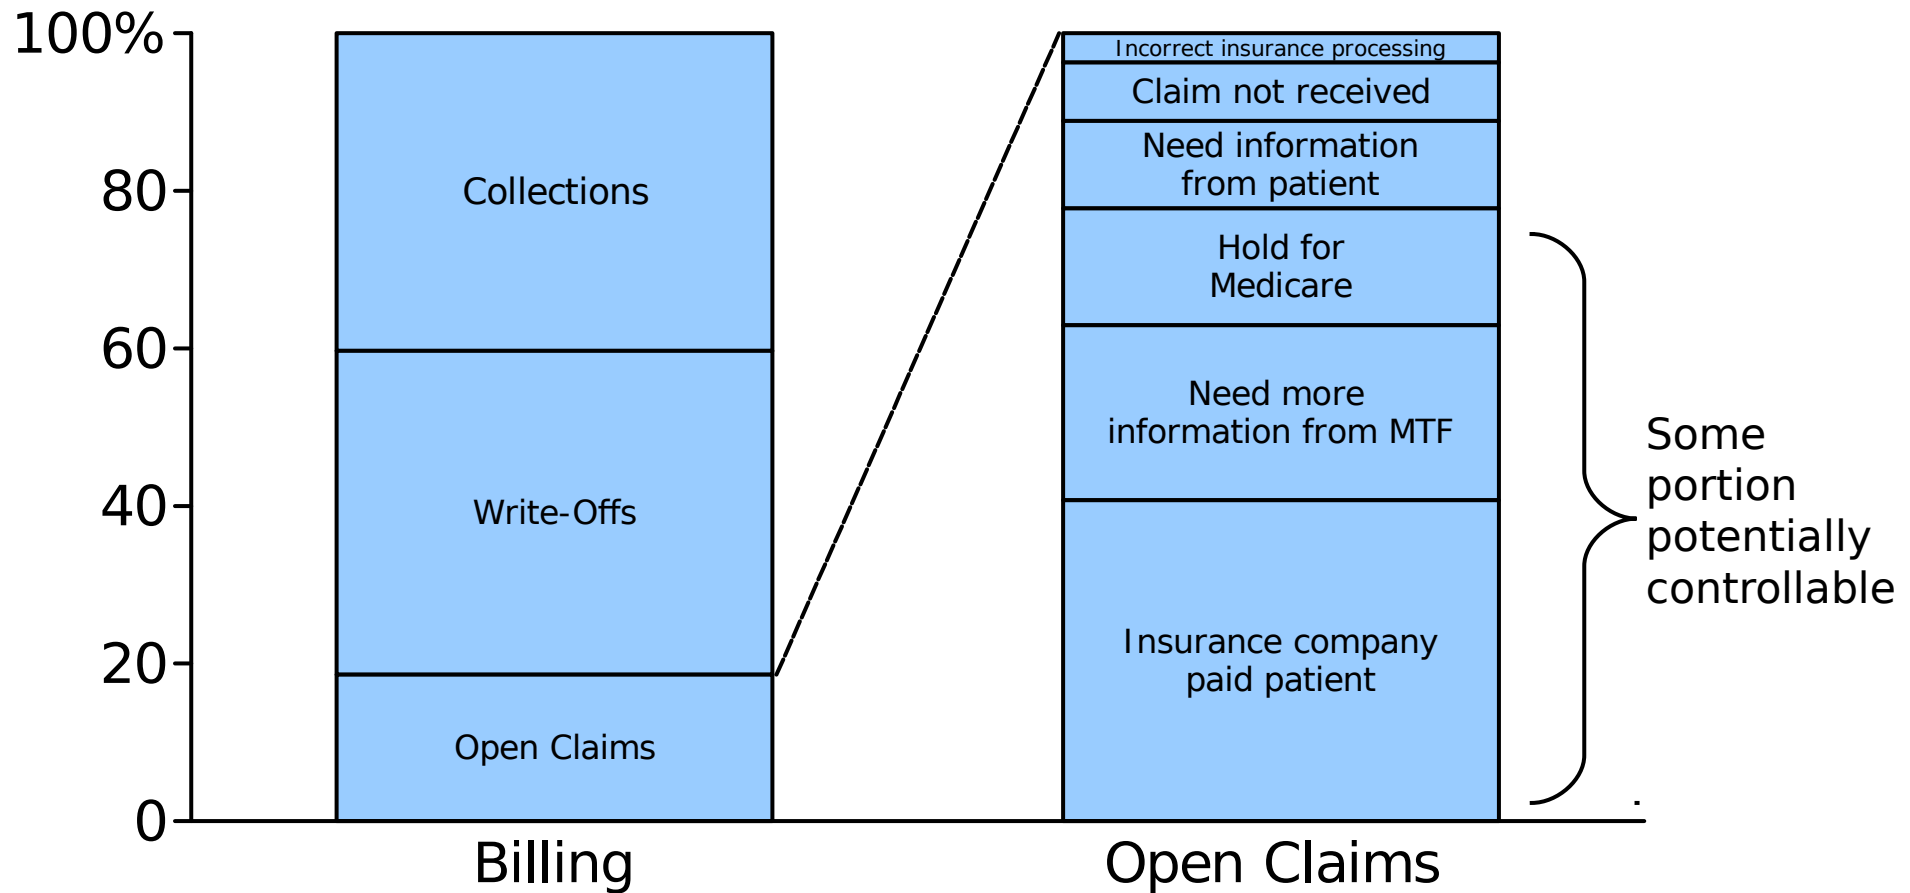 100%
80
60
40
20
0
Collections
Write-Offs
Open Claims
Billing
Incorrect insurance processing
Claim not received
Need information
from patient
Hold for
Medicare
Need more
information from MTF
Insurance company
paid patient
Open Claims
Some
portion
potentially
controllable